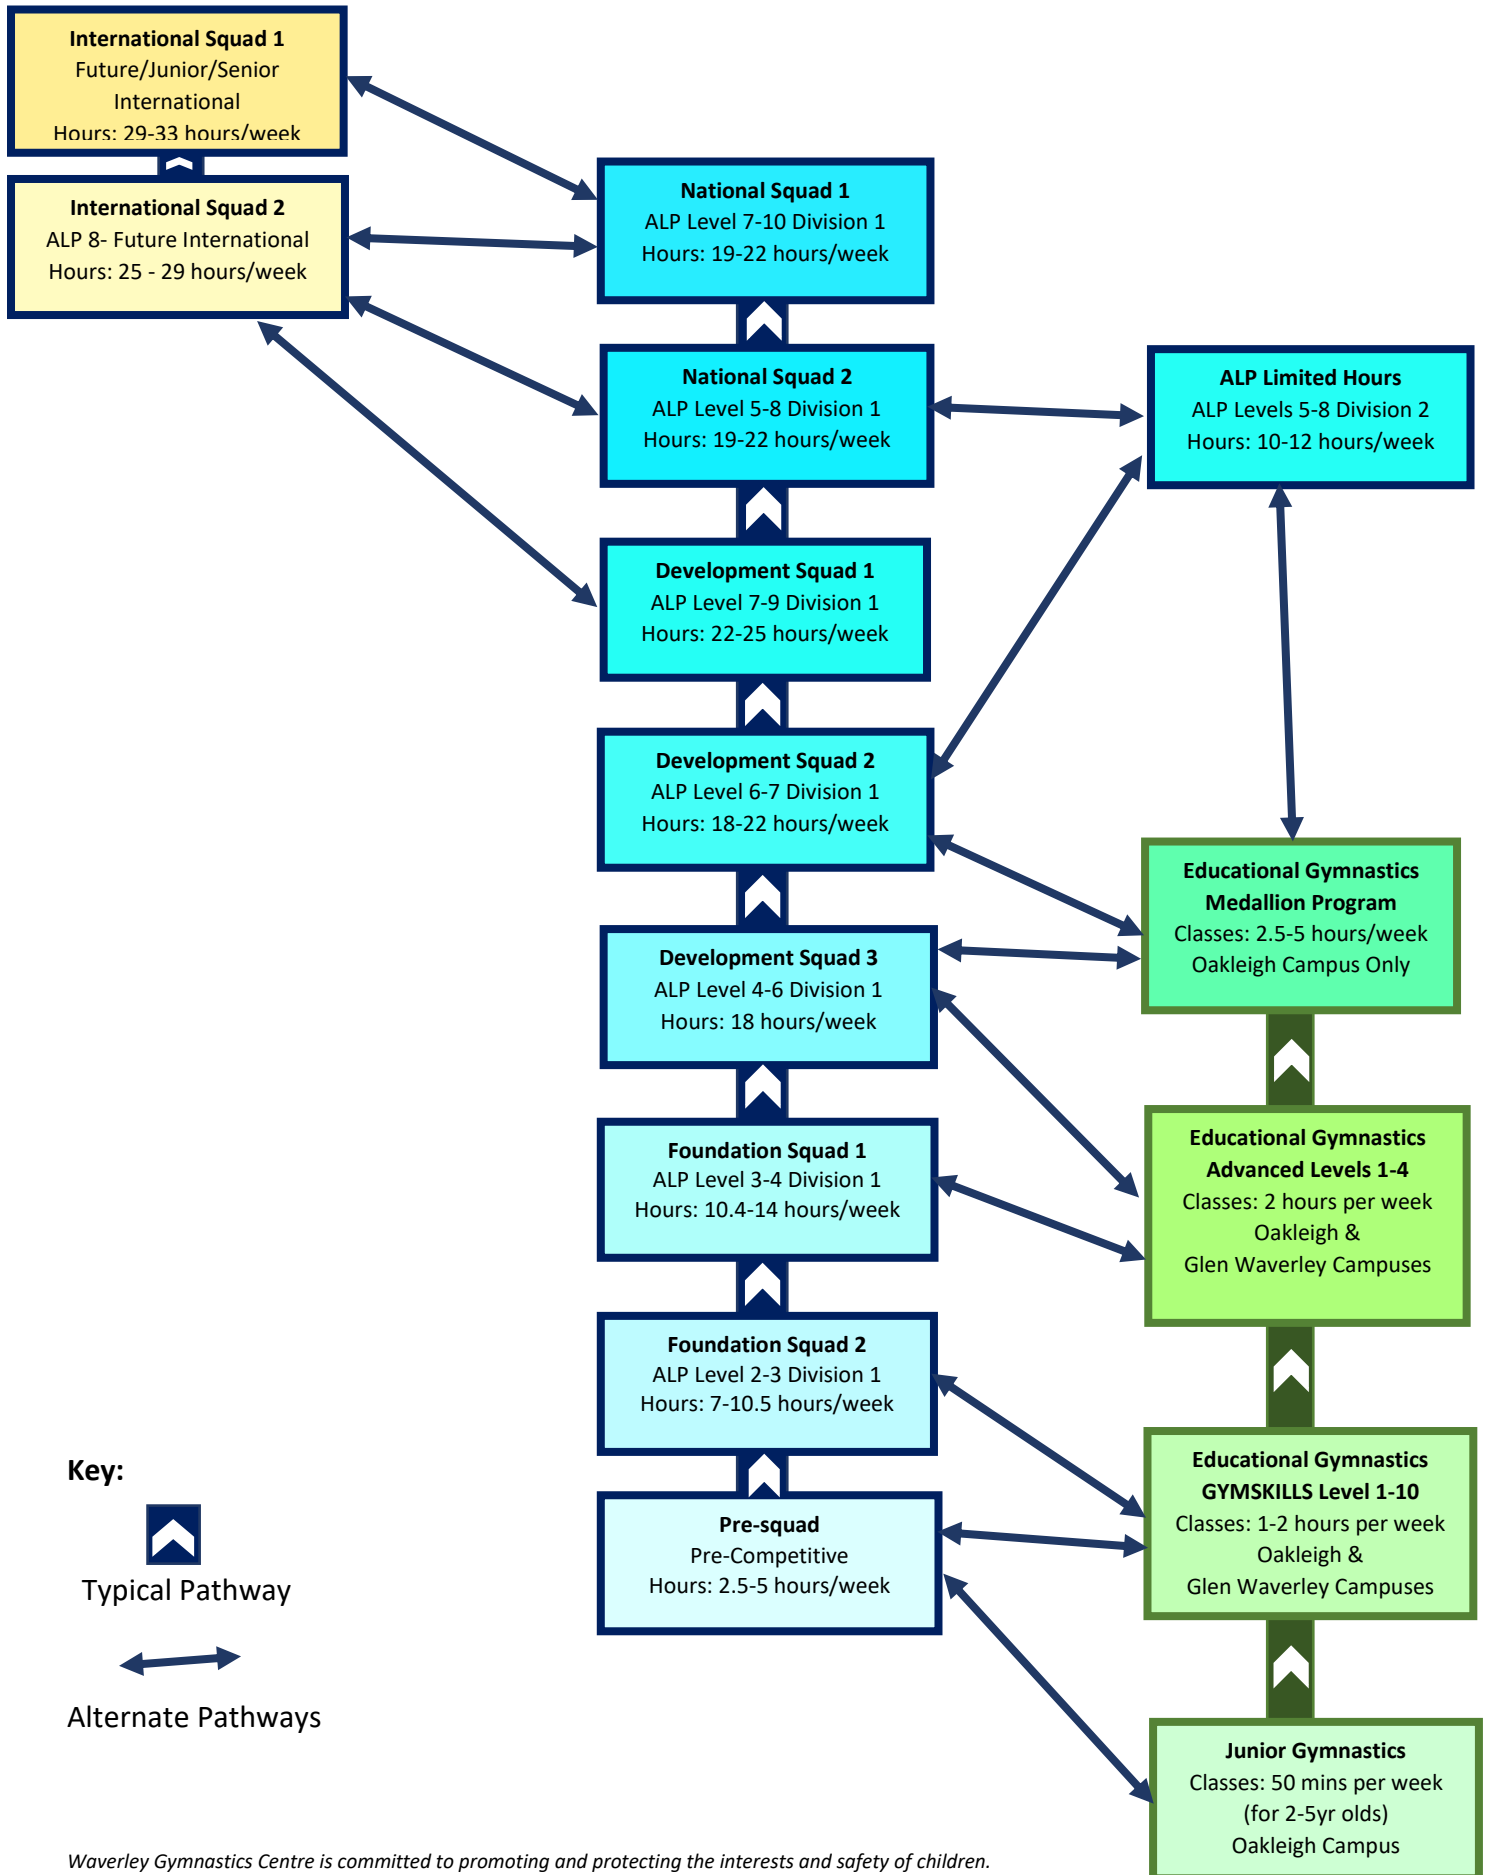 International Squad 1
Future/Junior/Senior
International
Hours: 29-33 hours/week
International Squad 2
ALP 8- Future International
Hours: 25 - 29 hours/week
National Squad 1
ALP Level 7-10 Division 1
Hours: 19-22 hours/week
National Squad 2
ALP Level 5-8 Division 1
Hours: 19-22 hours/week
ALP Limited Hours
ALP Levels 5-8 Division 2
Hours: 10-12 hours/week
Development Squad 1
ALP Level 7-9 Division 1
Hours: 22-25 hours/week
Development Squad 2
ALP Level 6-7 Division 1
Hours: 18-22 hours/week
Educational Gymnastics
Medallion Program
Classes: 2.5-5 hours/week
Oakleigh Campus Only
Development Squad 3
ALP Level 4-6 Division 1
Hours: 18 hours/week
Foundation Squad 1
ALP Level 3-4 Division 1
Hours: 10.4-14 hours/week
Educational Gymnastics
Advanced Levels 1-4
Classes: 2 hours per week
Oakleigh &
Glen Waverley Campuses
Foundation Squad 2
ALP Level 2-3 Division 1
Hours: 7-10.5 hours/week
Educational Gymnastics
GYMSKILLS Level 1-10
Classes: 1-2 hours per week
Oakleigh &
Glen Waverley Campuses
Pre-squad
Pre-Competitive
Hours: 2.5-5 hours/week
Key:
Typical Pathway
Alternate Pathways
Junior Gymnastics
Classes: 50 mins per week
(for 2-5yr olds)
Oakleigh Campus
Waverley Gymnastics Centre is committed to promoting and protecting the interests and safety of children.